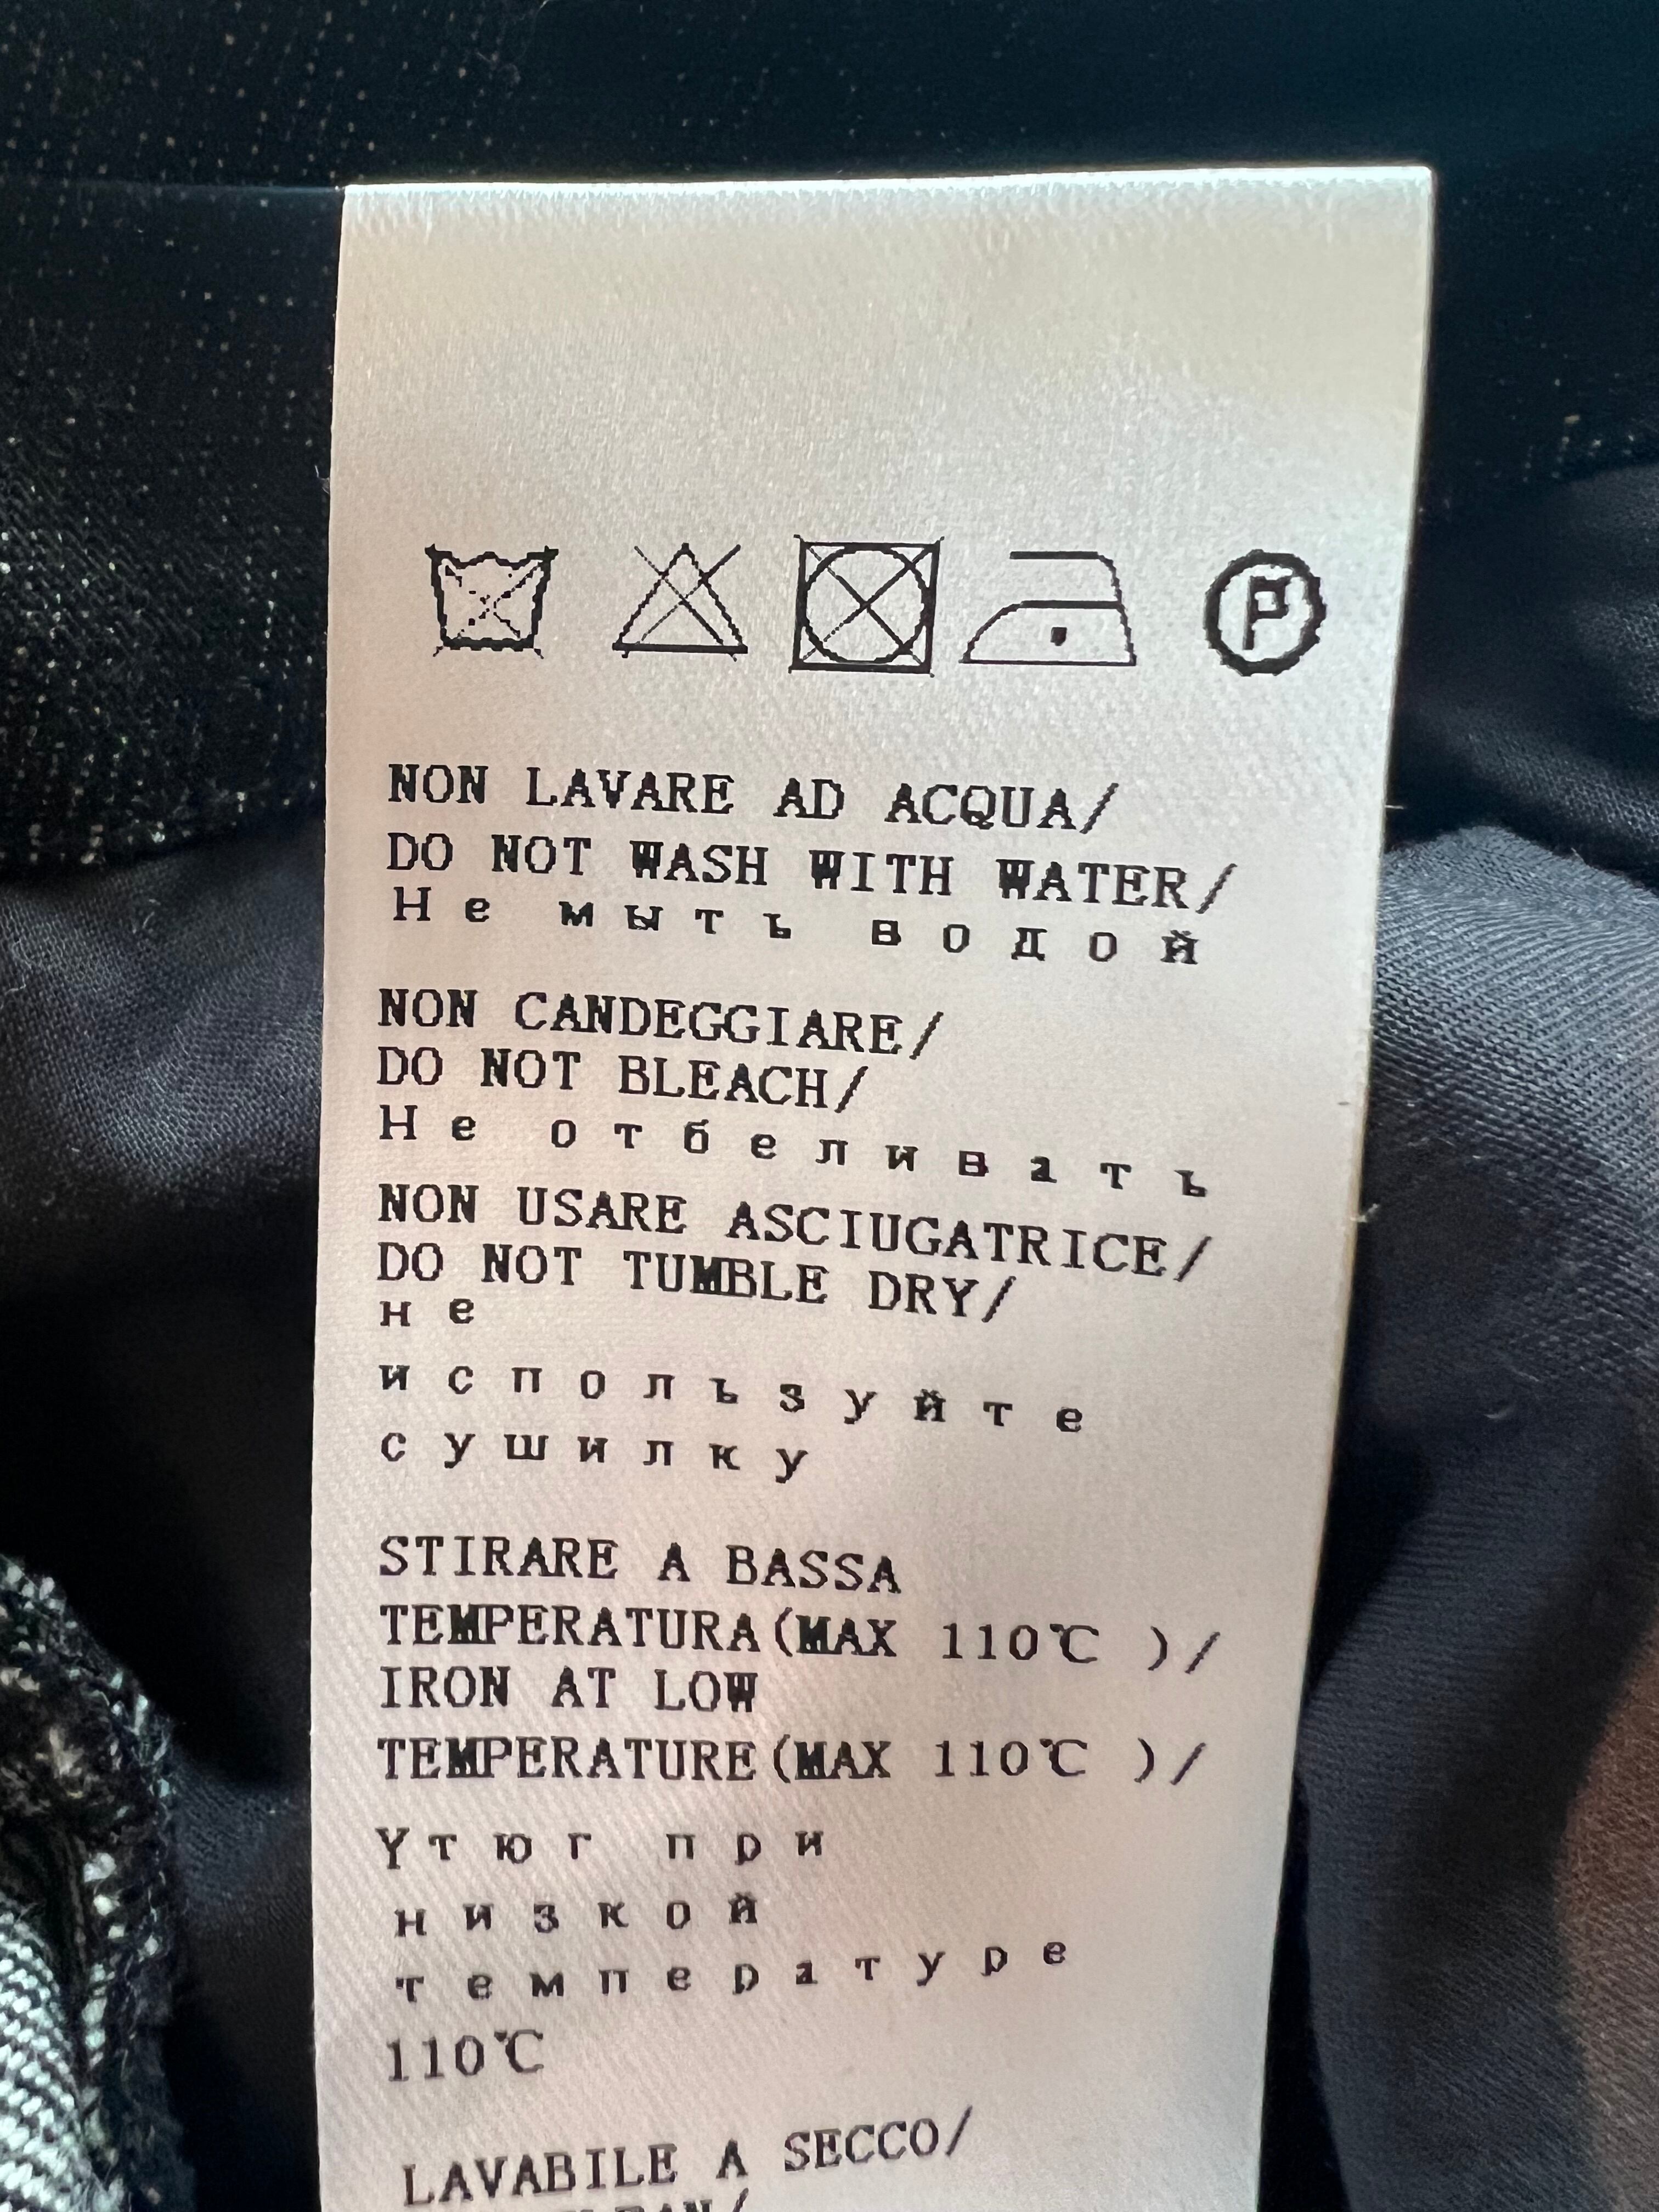 P
NON LAVARE AD ACQUA/
DO NOT WASH WITH WATER/
Не мыть водой
NON CANDEGGIARE/
DO NOT BLEACH/
Не отбеливать
NON USARE ASCIUGATRICE/
DO NOT TUMBLE DRY/
не
используйте
сушилку
STIRARE A BASSA
TEMPERATURA(MAX 110℃ )/
IRON AT LOW
TEMPERATURE(MAX 110℃ )/
Утюг при
низкой
температуре
110℃
LAVABILE A SECCO/